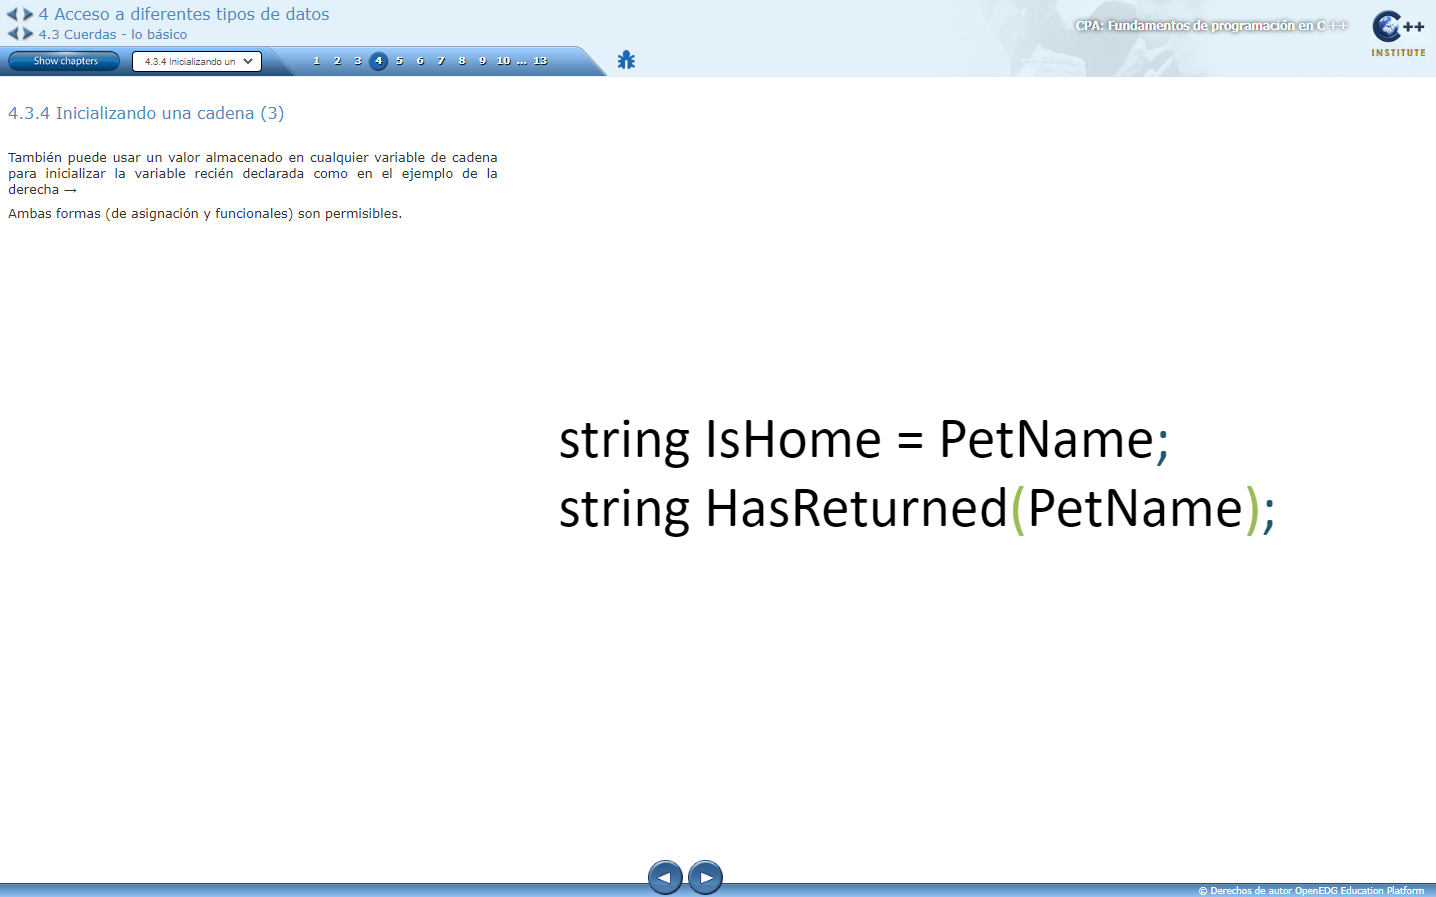 4 Acceso a diferentes tipos de datos
4.3 Cuerdas - lo básico
CPA: Fundamentos de programación en C ++
C++
INSTITUTE
Show chapters
4.3.4 Inicializando un
1 2 3 4 5 6 7 8 9 10 ... 13
4.3.4 Inicializando una cadena (3)
También puede usar un valor almacenado en cualquier variable de cadena
para inicializar la variable recién declarada como en el ejemplo de la
derecha →
Ambas formas (de asignación y funcionales) son permisibles.
string IsHome = PetName;
string HasReturned(PetName);
© Derechos de autor OpenEDG Education Platform